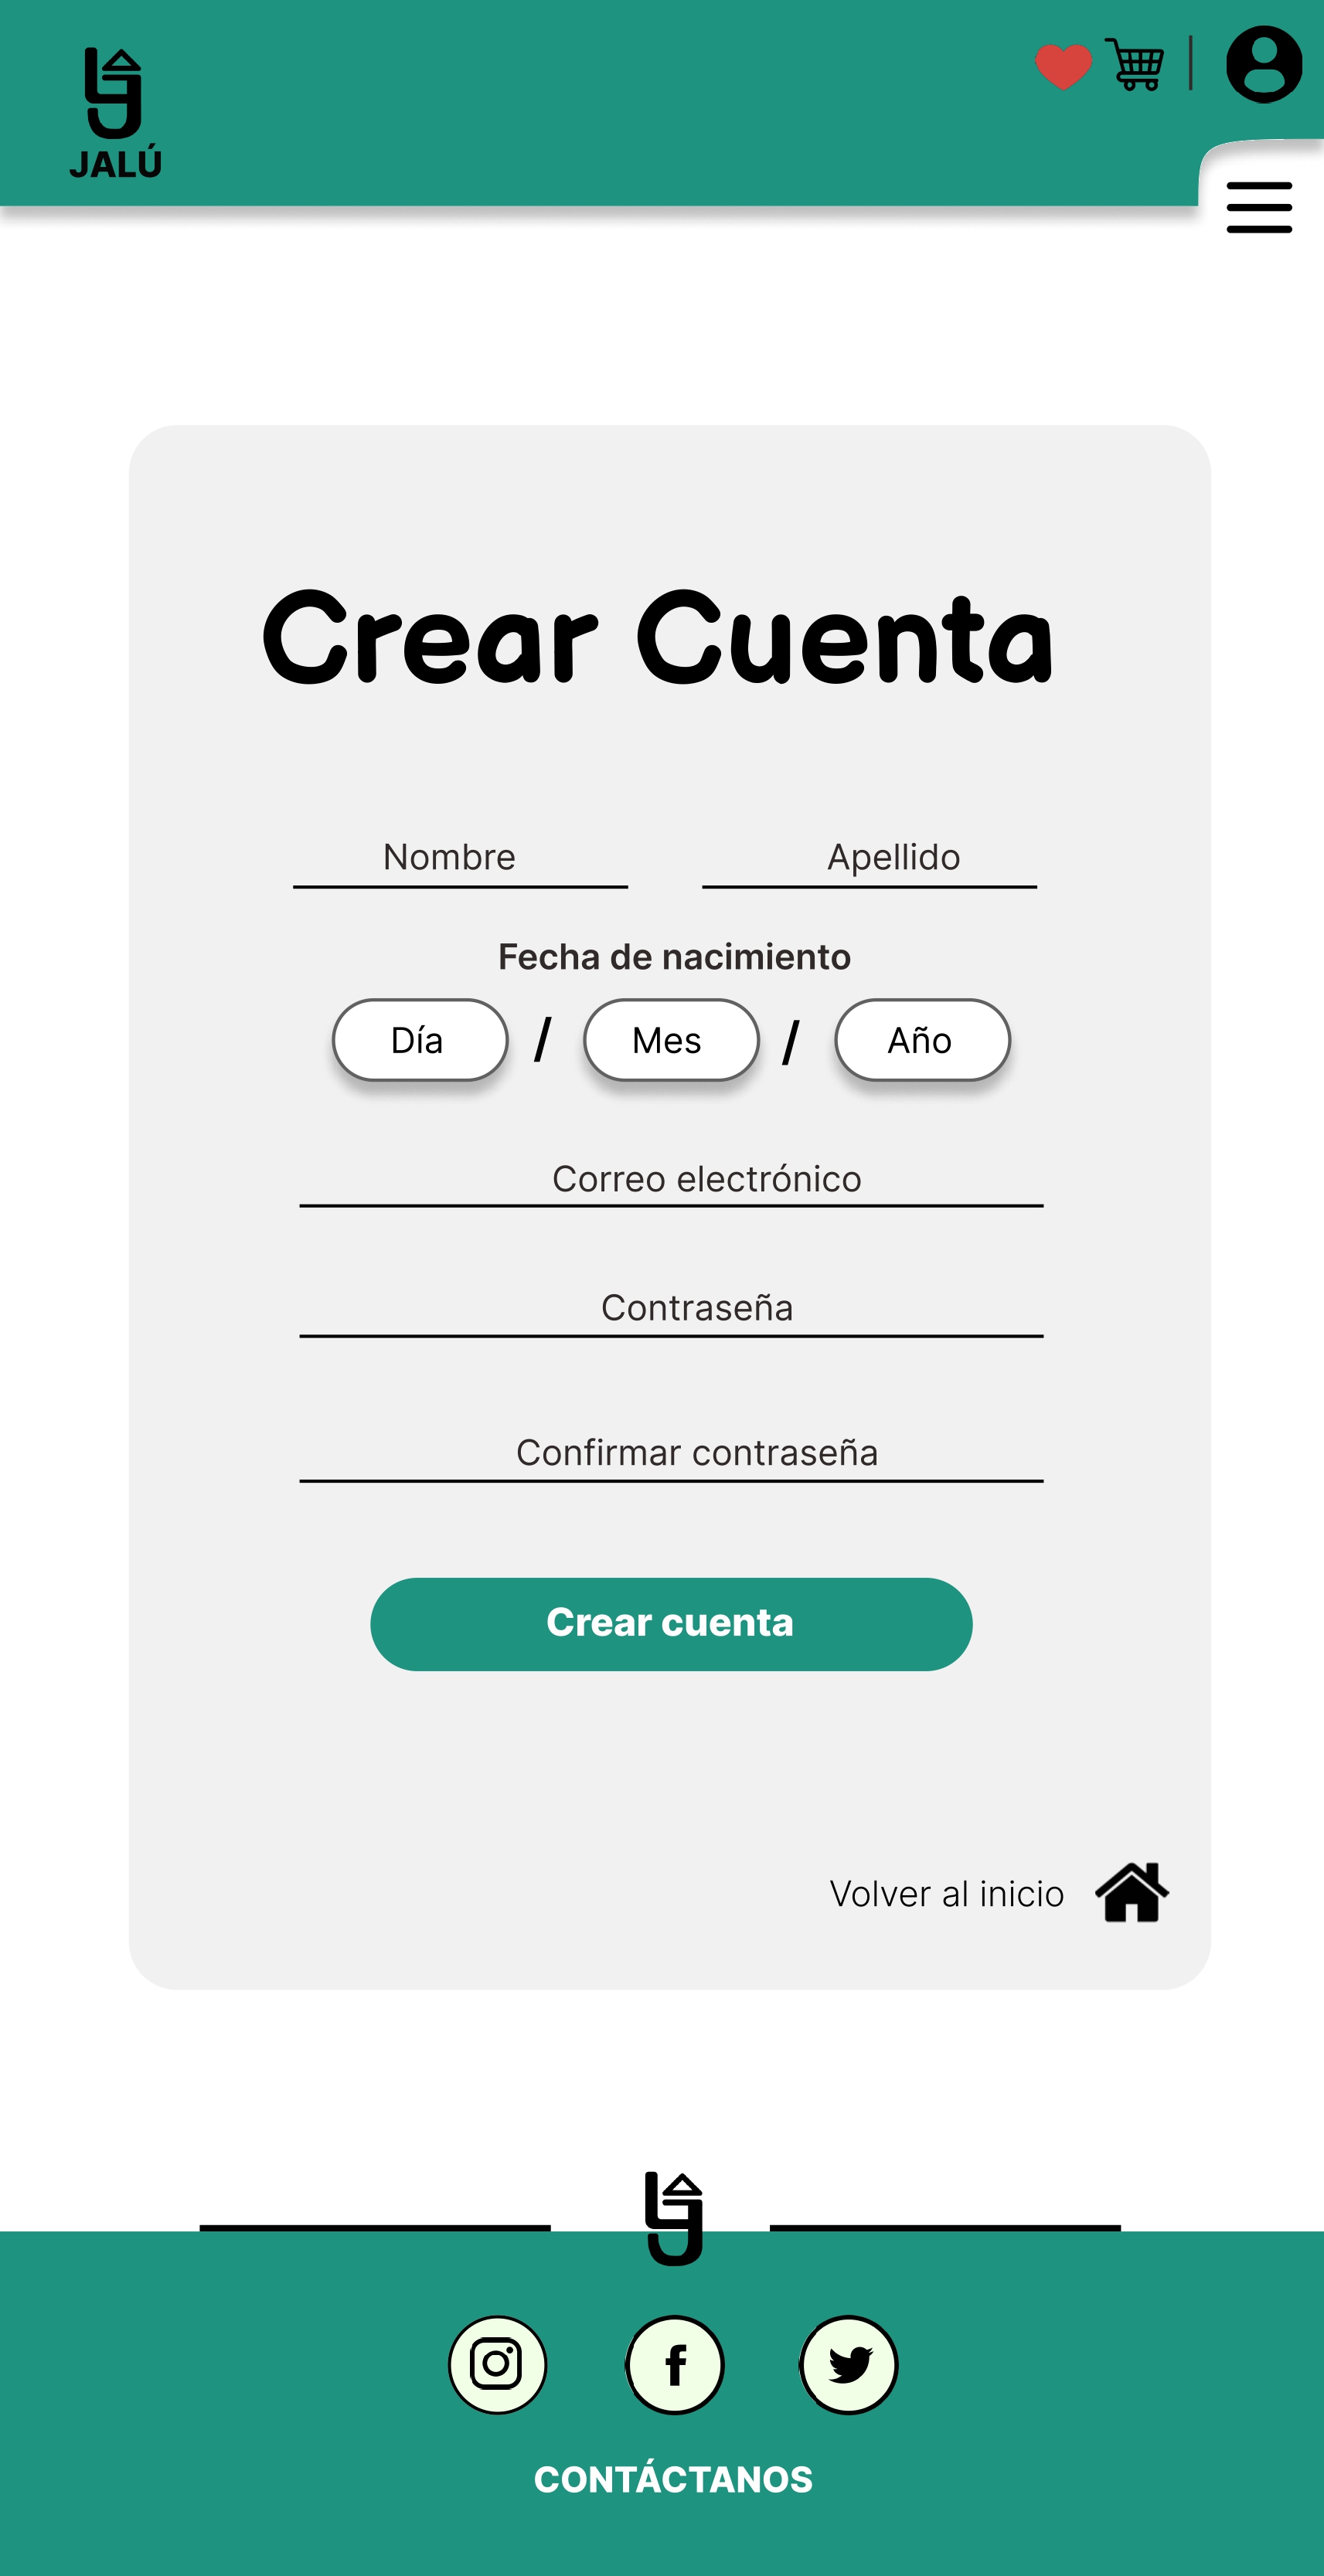 JALÚ
Crear Cuenta
Nombre Apellido
Fecha de nacimiento
Día / Mes / Año
Correo electrónico
Contraseña
Confirmar contraseña
Crear cuenta
Volver al inicio
CONTÁCTANOS